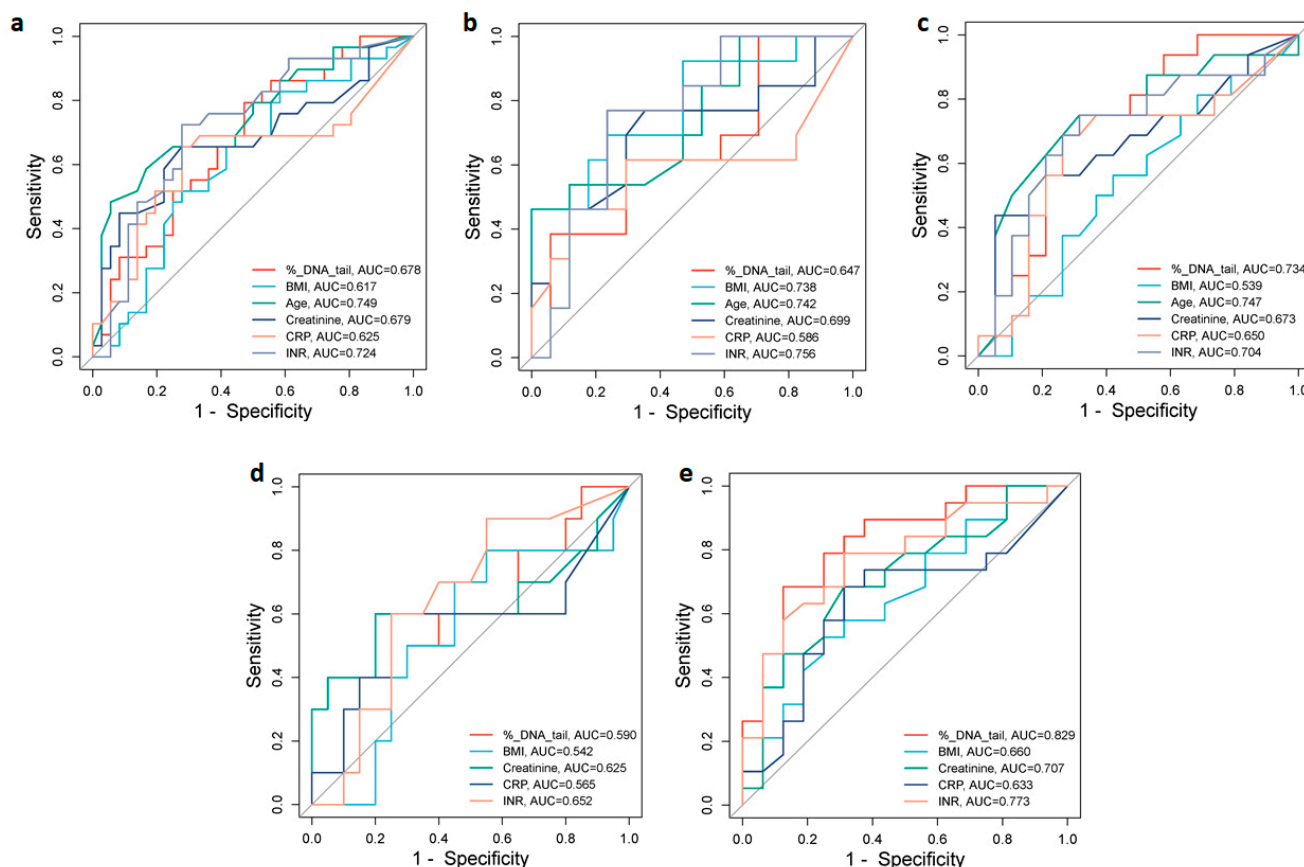 a
Sensitivity
0.0 0.2 0.4 0.6 0.8 1.0
%_DNA_tail, AUC=0.678
BMI, AUC=0.617
Age, AUC=0.749
Creatinine, AUC=0.679
CRP, AUC=0.625
INR, AUC=0.724
0.0 0.2 0.4 0.6 0.8 1.0
1 - Specificity
b
Sensitivity
0.0 0.2 0.4 0.6 0.8 1.0
%_DNA_tail, AUC=0.647
BMI, AUC=0.738
Age, AUC=0.742
Creatinine, AUC=0.699
CRP, AUC=0.586
INR, AUC=0.756
0.0 0.2 0.4 0.6 0.8 1.0
1 - Specificity
c
Sensitivity
0.0 0.2 0.4 0.6 0.8 1.0
%_DNA_tail, AUC=0.734
BMI, AUC=0.539
Age, AUC=0.747
Creatinine, AUC=0.673
CRP, AUC=0.650
INR, AUC=0.704
0.0 0.2 0.4 0.6 0.8 1.0
1 - Specificity
d
Sensitivity
0.0 0.2 0.4 0.6 0.8 1.0
%_DNA_tail, AUC=0.590
BMI, AUC=0.542
Creatinine, AUC=0.625
CRP, AUC=0.565
INR, AUC=0.652
0.0 0.2 0.4 0.6 0.8 1.0
1 - Specificity
e
Sensitivity
0.0 0.2 0.4 0.6 0.8 1.0
%_DNA_tail, AUC=0.829
BMI, AUC=0.660
Creatinine, AUC=0.707
CRP, AUC=0.633
INR, AUC=0.773
0.0 0.2 0.4 0.6 0.8 1.0
1 - Specificity